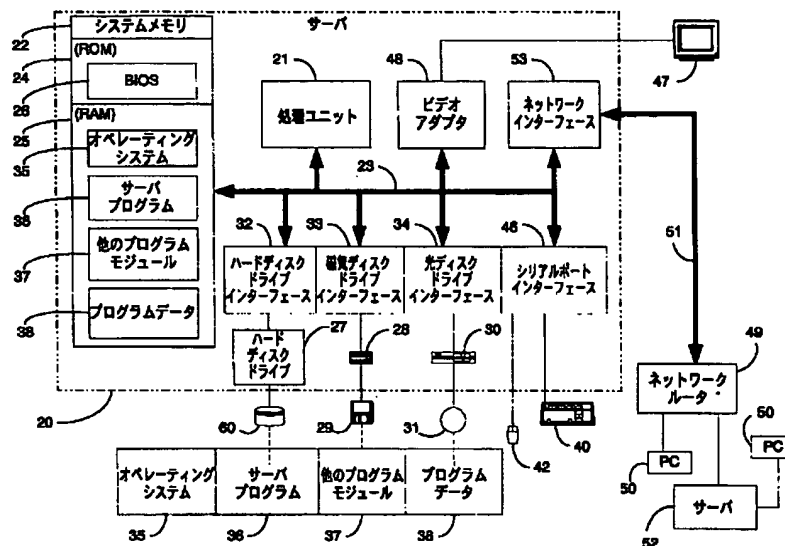 システムメモリ
サーバ
22
(ROM)
24
BIOS
26
(RAM)
25
オペレーティング
システム
35
サーバ
プログラム
36
他のプログラム
モジュール
37
プログラムデータ
38
21
処理ユニット
48
ビデオ
アダプタ
53
ネットワーク
インターフェース
47
23
32
ハードディスク
ドライブ
インターフェース
33
磁気ディスク
ドライブ
インターフェース
34
光ディスク
ドライブ
インターフェース
46
シリアルポート
インターフェース
51
27
ハード
ディスク
ドライブ
28
30
49
ネットワーク
ルータ
20
60
29
31
42
40
50
PC
50
PC
オペレーティング
システム
サーバ
プログラム
他のプログラム
モジュール
プログラム
データ
サーバ
35
36
37
38
52